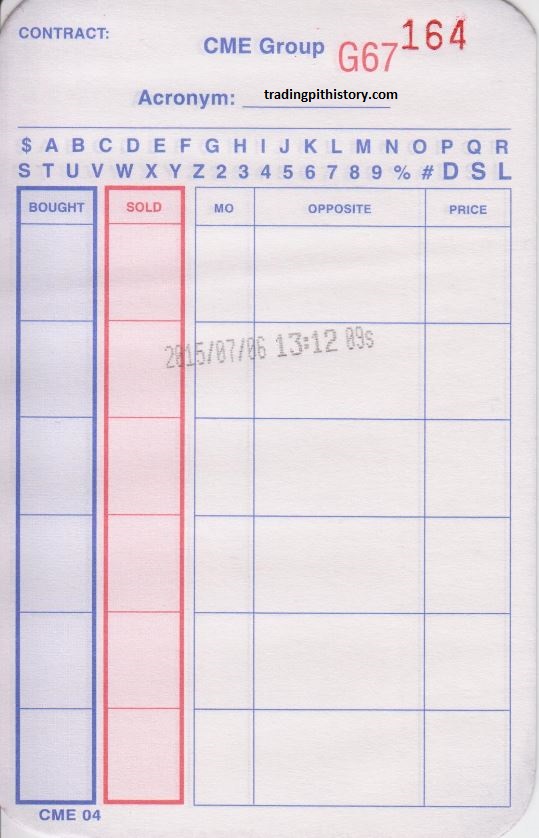 CONTRACT:
CME Group G67 164
Acronym: tradingpithistory.com
$ A B C D E F G H I J K L M N O P Q R
S T U V W X Y Z 2 3 4 5 6 7 8 9 % # D S L
BOUGHT SOLD MO OPPOSITE PRICE
2015/07/06 13:12 09s
CME 04